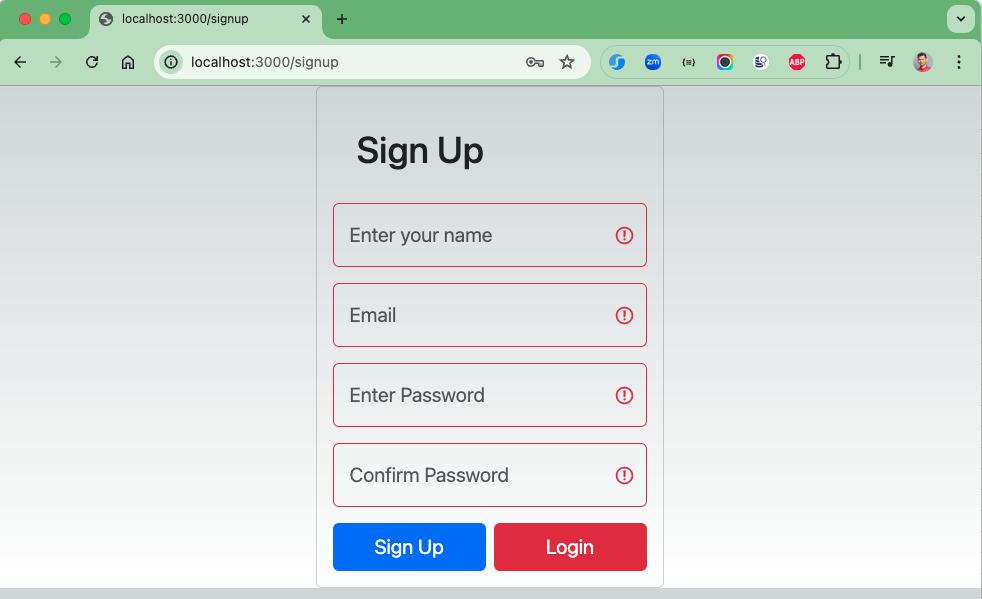 localhost:3000/signup
localhost:3000/signup
zm
ABP
Sign Up
Enter your name
Email
Enter Password
Confirm Password
Sign Up
Login